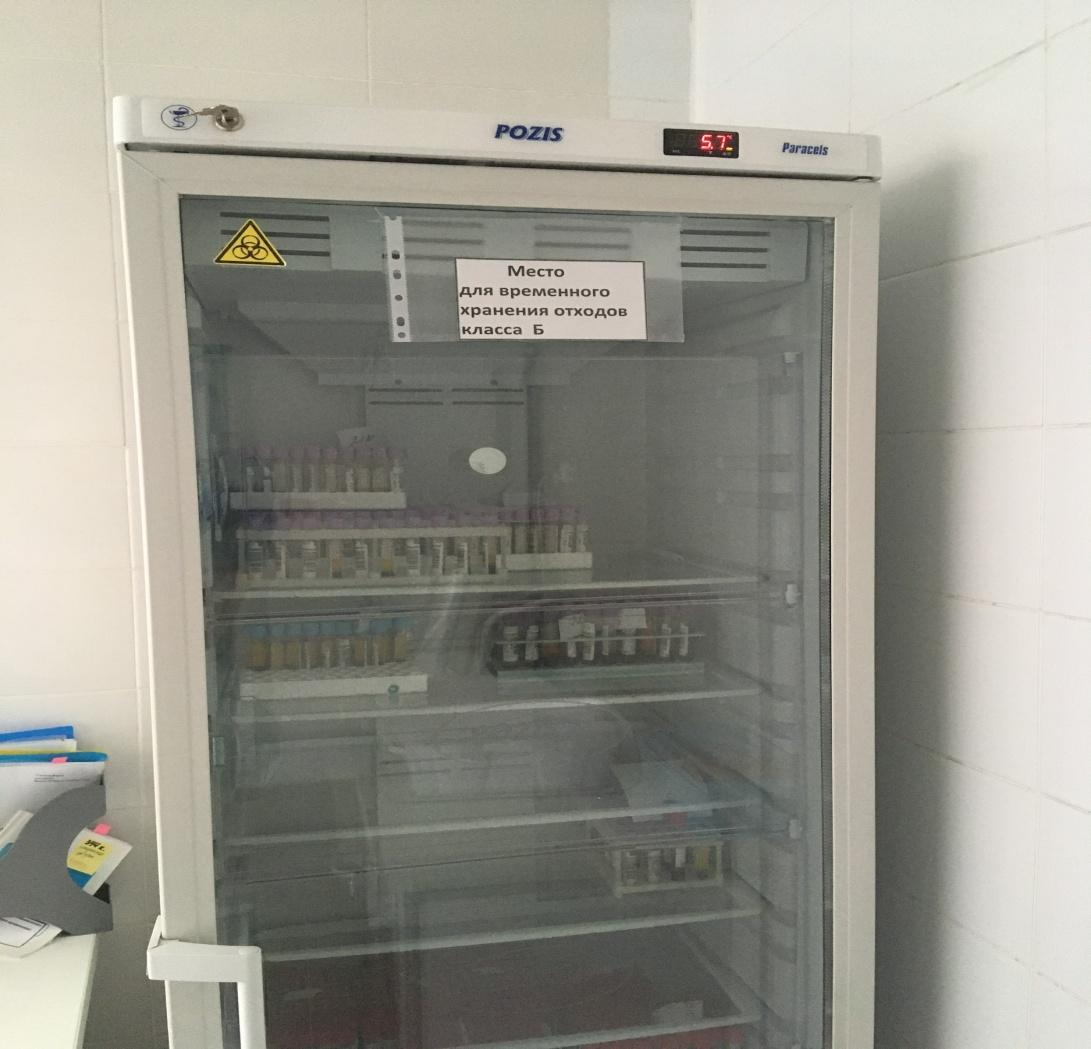 POZIS
5.7
Paracels
Место
для временного
хранения отходов
класса Б